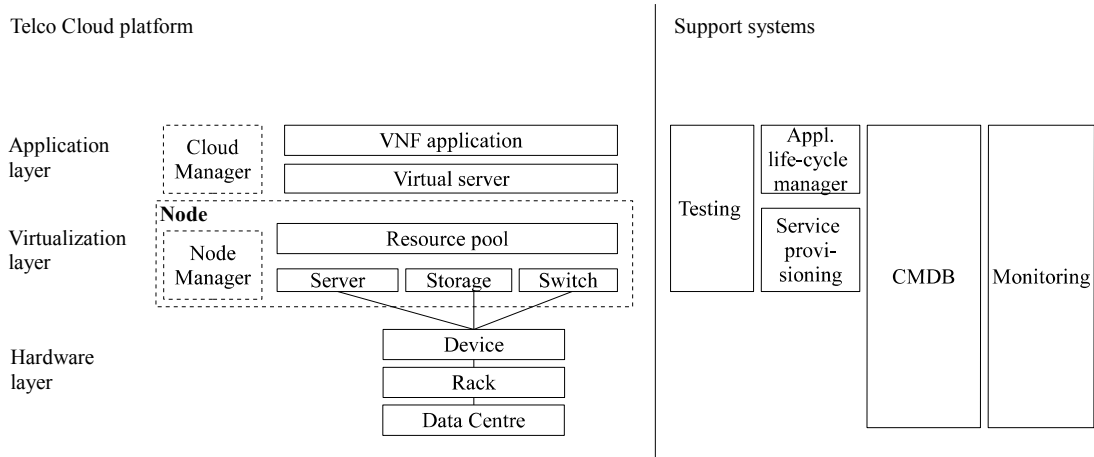 Telco Cloud platform
Support systems
Application
layer
Cloud
Manager
VNF application
Virtual server
Node
Virtualization
layer
Node
Manager
Resource pool
Server
Storage
Switch
Hardware
layer
Device
Rack
Data Centre
Testing
Appl.
life-cycle
manager
Service
provi-
sioning
CMDB
Monitoring